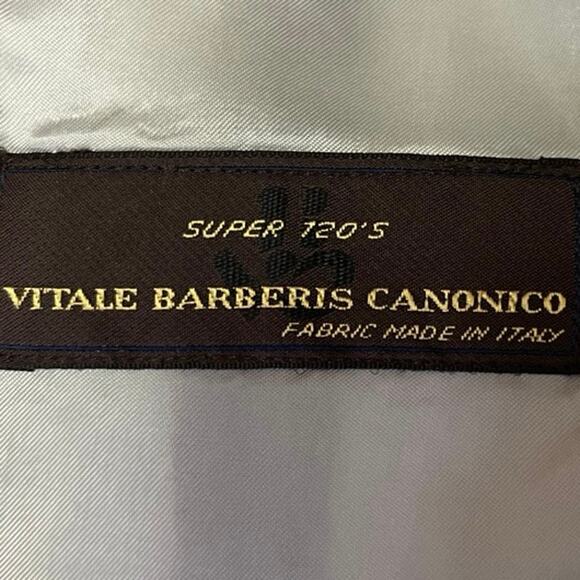 SUPER 120'S
VITALE BARBERIS CANONICO
FABRIC MADE IN ITALY